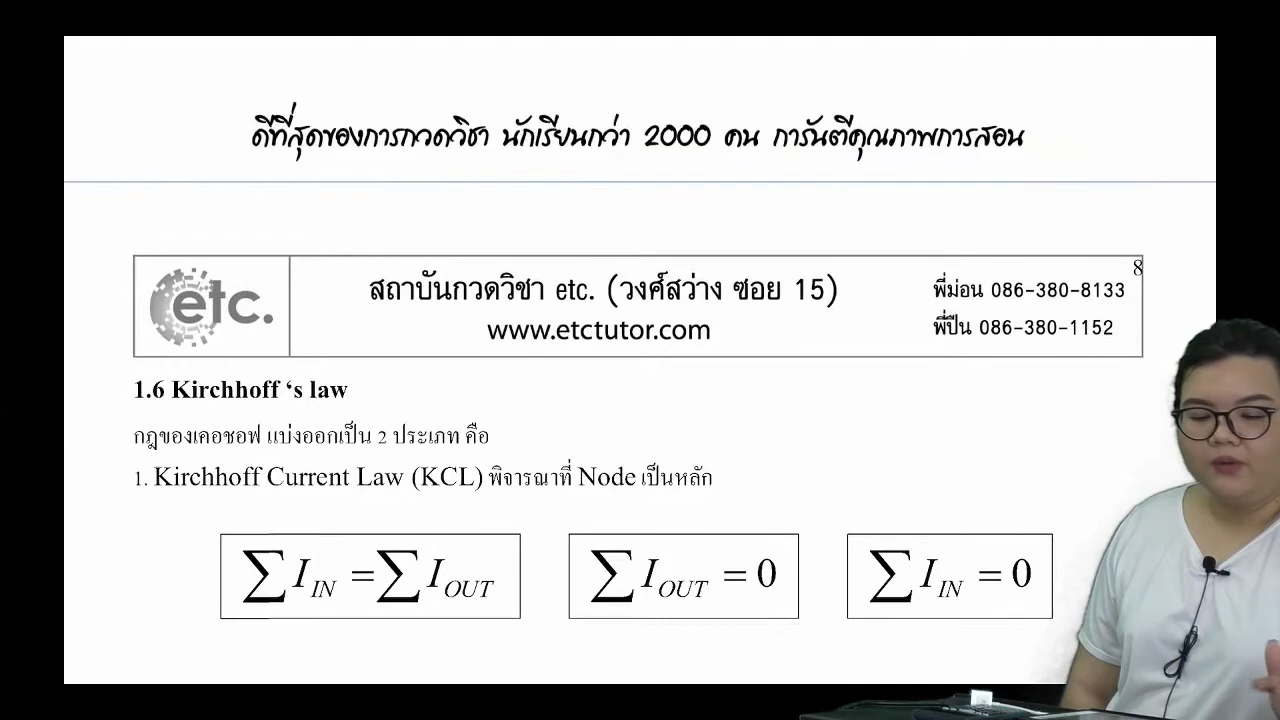 ดีที่สุดของการกวดวิชา นักเรียนกว่า 2000 คน การันตีคุณภาพการสอน
8
etc.
สถาบันกวดวิชา etc. (วงศ์สว่าง ซอย 15)
www.etctutor.com
พี่ม่อน 086-380-8133
พี่ปืน 086-380-1152
1.6 Kirchhoff ‘s law
กฎของเคอชอฟ แบ่งออกเป็น 2 ประเภท คือ
1. Kirchhoff Current Law (KCL) พิจารณาที่ Node เป็นหลัก
∑ I_IN = ∑ I_OUT
∑ I_OUT = 0
∑ I_IN = 0